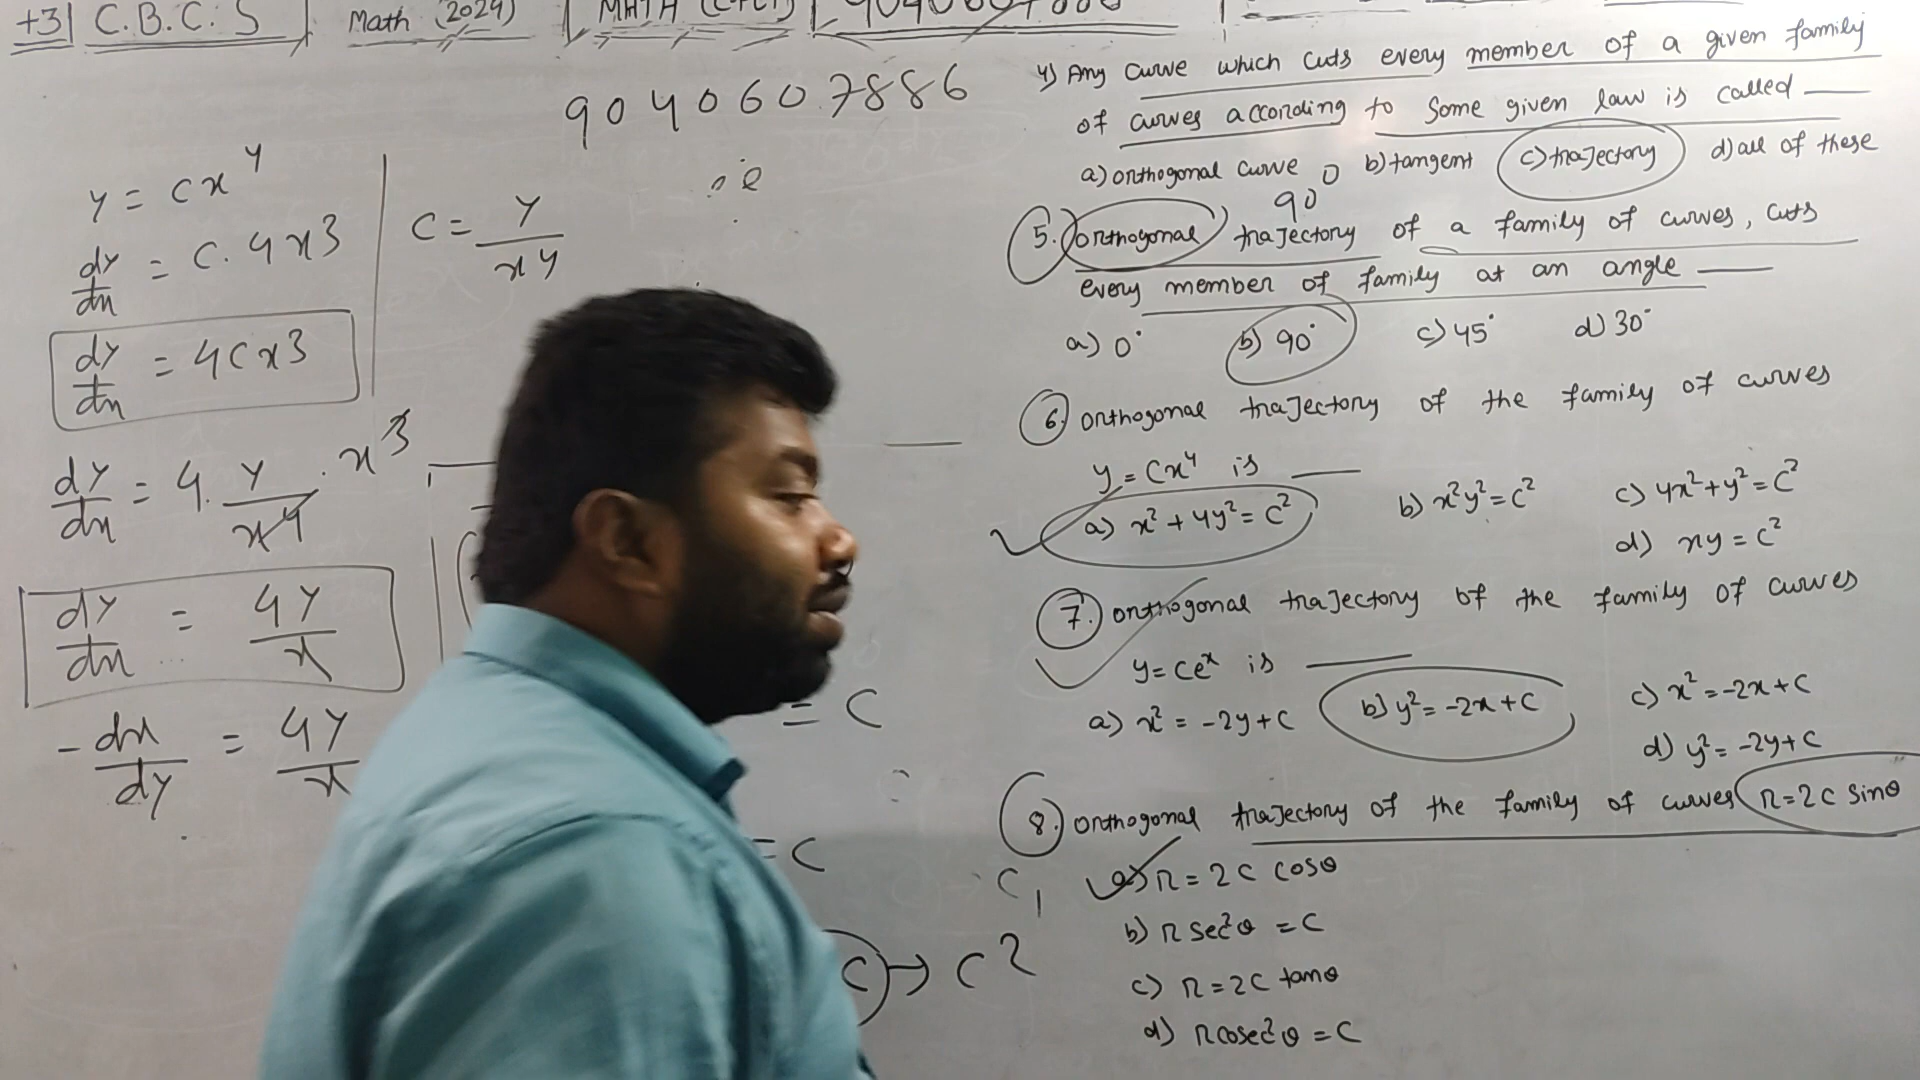 +3 C.B.C.S Math (2024)
9040607886
y = cx^4
dy/dx = c.4x3
dy/dx = 4cx3
dy/dx = 4. y/x4 . x3
dy/dx = 4y/x
-dx/dy = 4y/x
c = y/x4
= c
= c
c → c2
c1
4) Any curve which cuts every member of a given family
of curves according to some given law is called ___
a) orthogonal curve b) tangent c) trajectory d) all of these
90
5. orthogonal trajectory of a family of curves, cuts
every member of family at an angle ___
a) 0° b) 90° c) 45° d) 30°
6. orthogonal trajectory of the family of curves
y = Cx^4 is ___
a) x² + 4y² = c² b) x²y² = c² c) 4x² + y² = c²
d) xy = c²
7. orthogonal trajectory of the family of curves
y = ce^x is ___
a) x² = -2y + c b) y² = -2x + c c) x² = -2x + c
d) y² = -2y + c
8. orthogonal trajectory of the family of curves r = 2c sinθ
a) r = 2c cosθ
b) r sec²θ = c
c) r = 2c tanθ
d) r cosec²θ = c